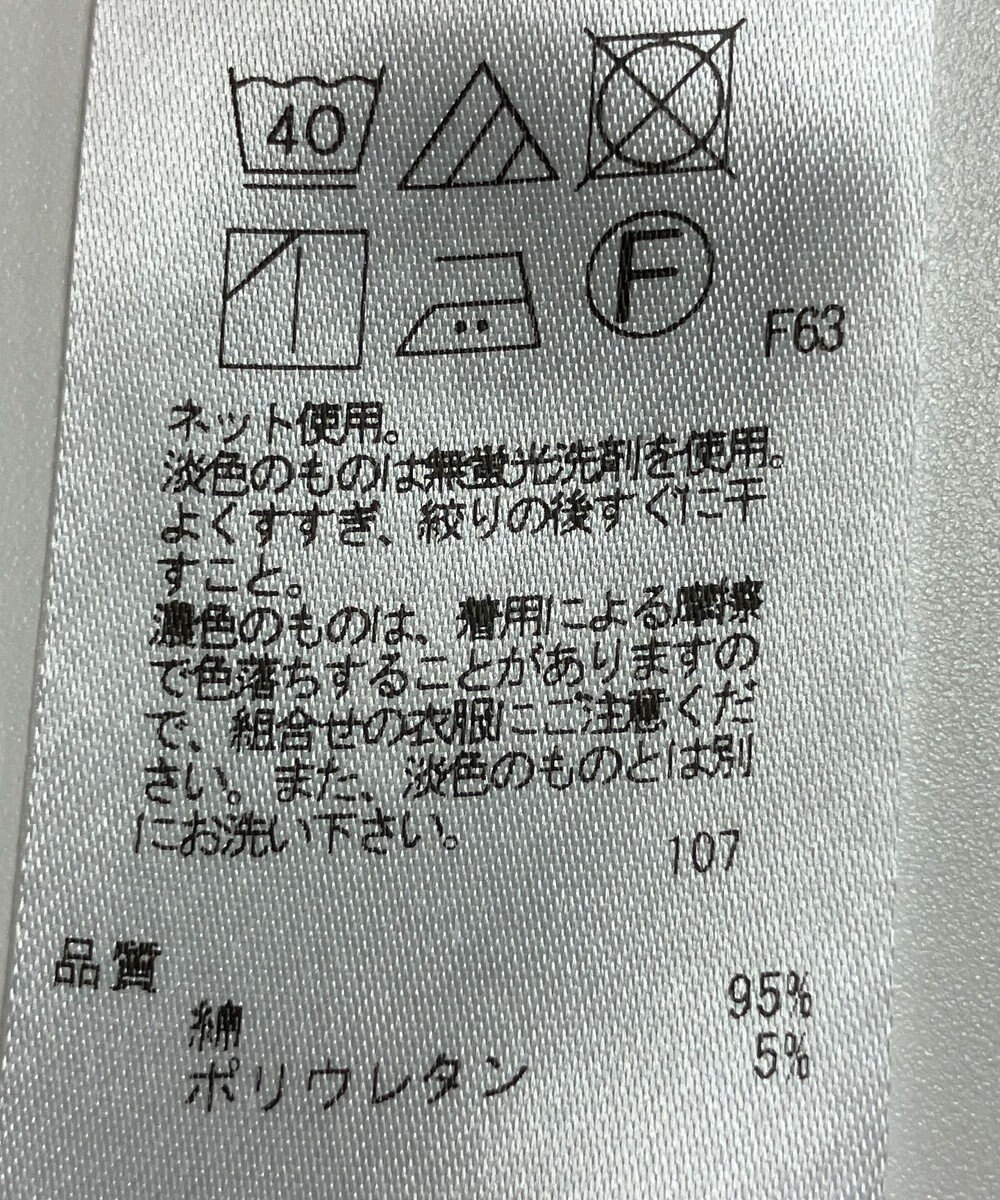 40
F
F63
ネット使用。
淡色のものは無蛍光洗剤を使用。
よくすすぎ、絞りの後すぐに干
すこと。
濃色のものは、着用による摩擦
で色落ちすることがありますの
で、組合せの衣服にご注意くだ
さい。また、淡色のものとは別
にお洗い下さい。
107
品質
綿 95%
ポリウレタン 5%